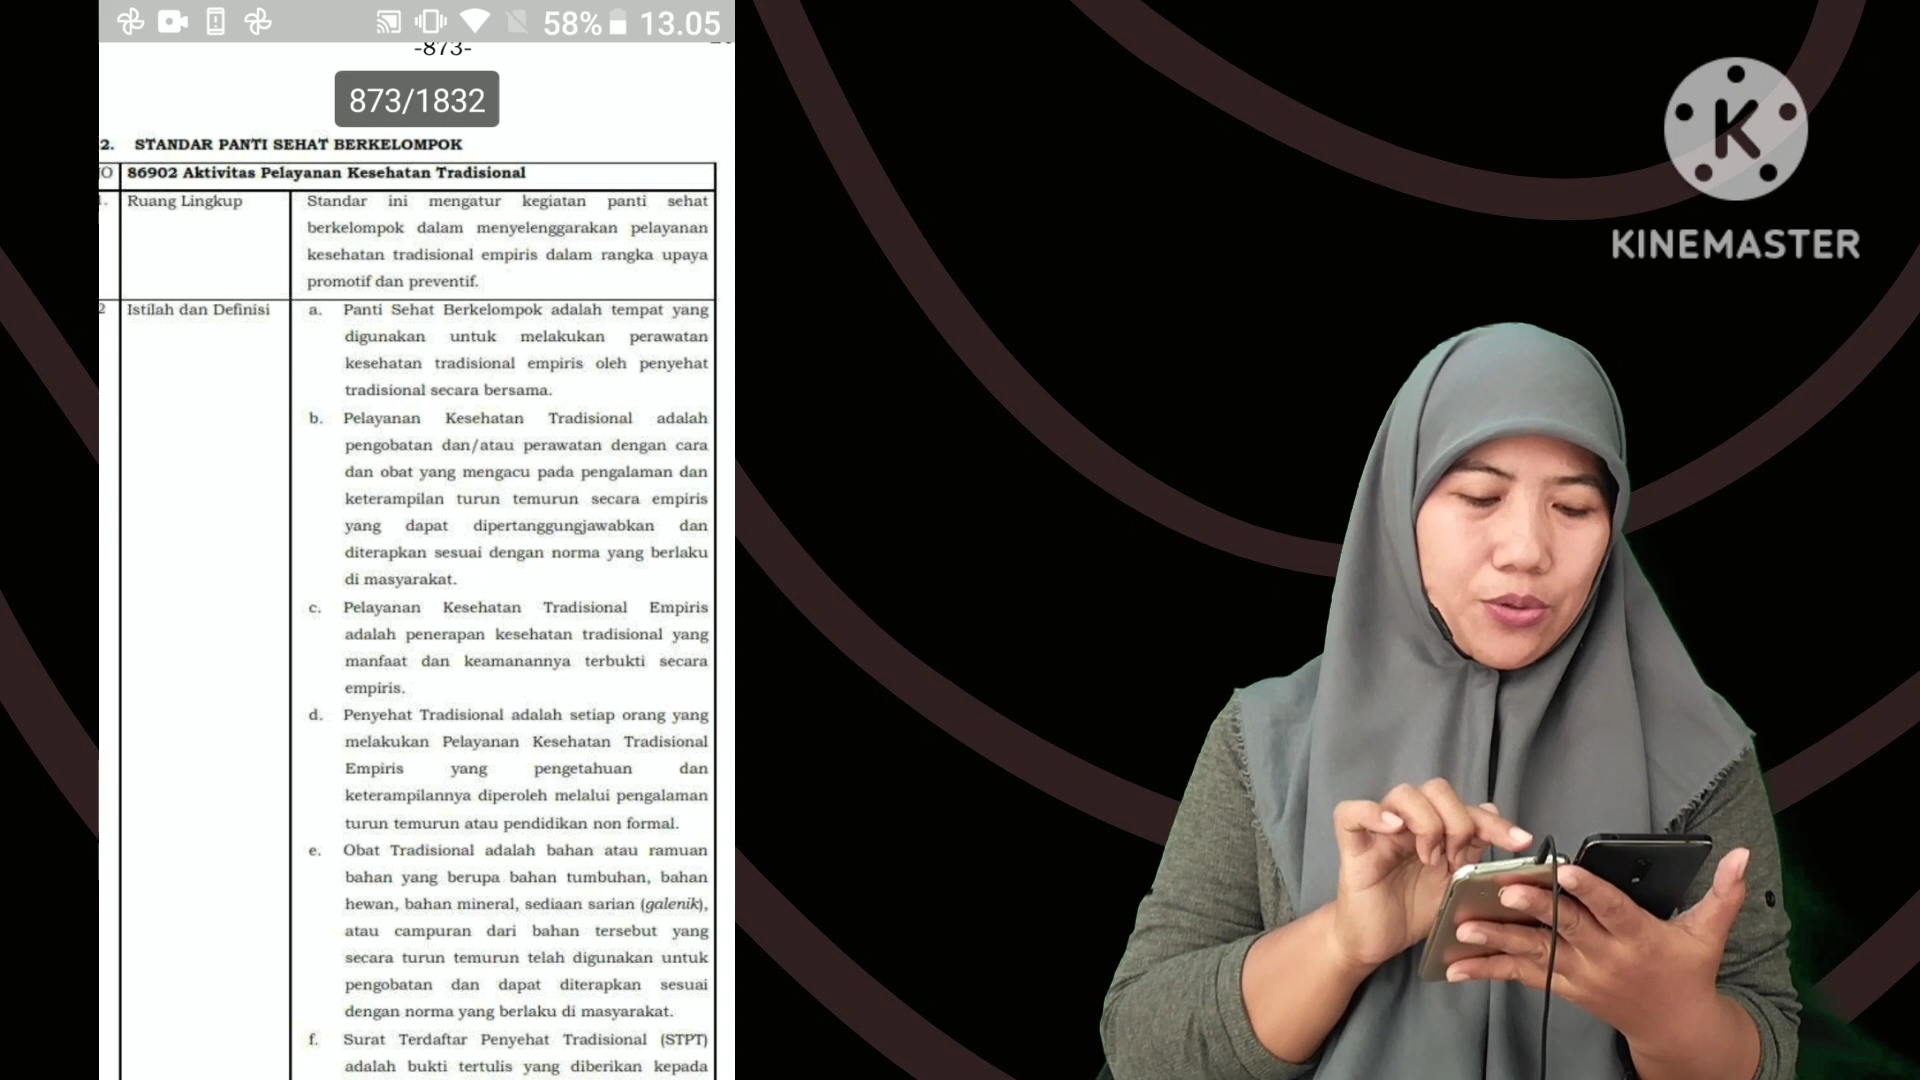 58% 13.05
-873-
873/1832
2. STANDAR PANTI SEHAT BERKELOMPOK
86902 Aktivitas Pelayanan Kesehatan Tradisional
Ruang Lingkup
Standar ini mengatur kegiatan panti sehat
berkelompok dalam menyelenggarakan pelayanan
kesehatan tradisional empiris dalam rangka upaya
promotif dan preventif.
2 Istilah dan Definisi
a. Panti Sehat Berkelompok adalah tempat yang
digunakan untuk melakukan perawatan
kesehatan tradisional empiris oleh penyehat
tradisional secara bersama.
b. Pelayanan Kesehatan Tradisional adalah
pengobatan dan/atau perawatan dengan cara
dan obat yang mengacu pada pengalaman dan
keterampilan turun temurun secara empiris
yang dapat dipertanggungjawabkan dan
diterapkan sesuai dengan norma yang berlaku
di masyarakat.
c. Pelayanan Kesehatan Tradisional Empiris
adalah penerapan kesehatan tradisional yang
manfaat dan keamanannya terbukti secara
empiris.
d. Penyehat Tradisional adalah setiap orang yang
melakukan Pelayanan Kesehatan Tradisional
Empiris yang pengetahuan dan
keterampilannya diperoleh melalui pengalaman
turun temurun atau pendidikan non formal.
e. Obat Tradisional adalah bahan atau ramuan
bahan yang berupa bahan tumbuhan, bahan
hewan, bahan mineral, sediaan sarian (galenik),
atau campuran dari bahan tersebut yang
secara turun temurun telah digunakan untuk
pengobatan dan dapat diterapkan sesuai
dengan norma yang berlaku di masyarakat.
f. Surat Terdaftar Penyehat Tradisional (STPT)
adalah bukti tertulis yang diberikan kepada
K
KINEMASTER